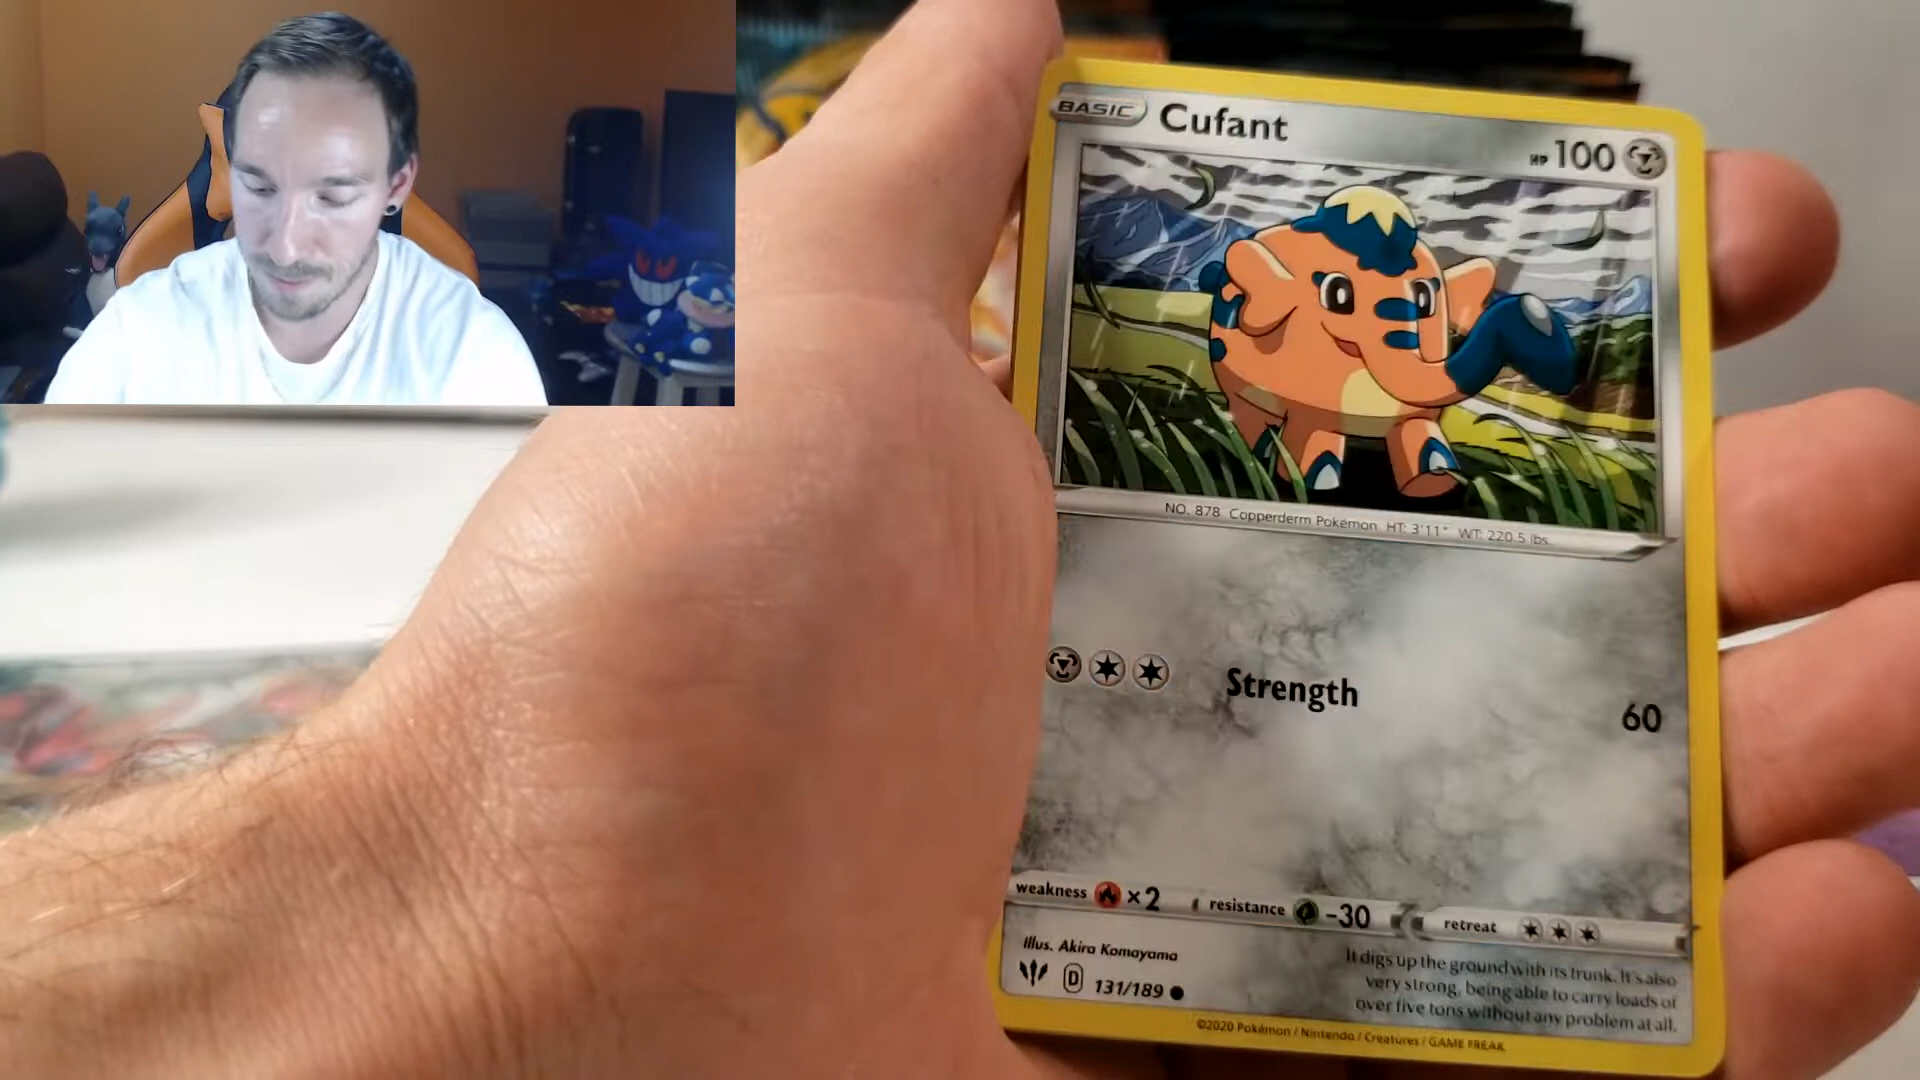 BASIC Cufant HP 100
NO. 878 Copperderm Pokémon HT: 3'11" WT: 220.5 lbs.
Strength 60
weakness ×2 resistance -30 retreat
Illus. Akira Komayama
D 131/189
It digs up the ground with its trunk. It's also
very strong, being able to carry loads of
over five tons without any problem at all.
©2020 Pokémon / Nintendo / Creatures / GAME FREAK